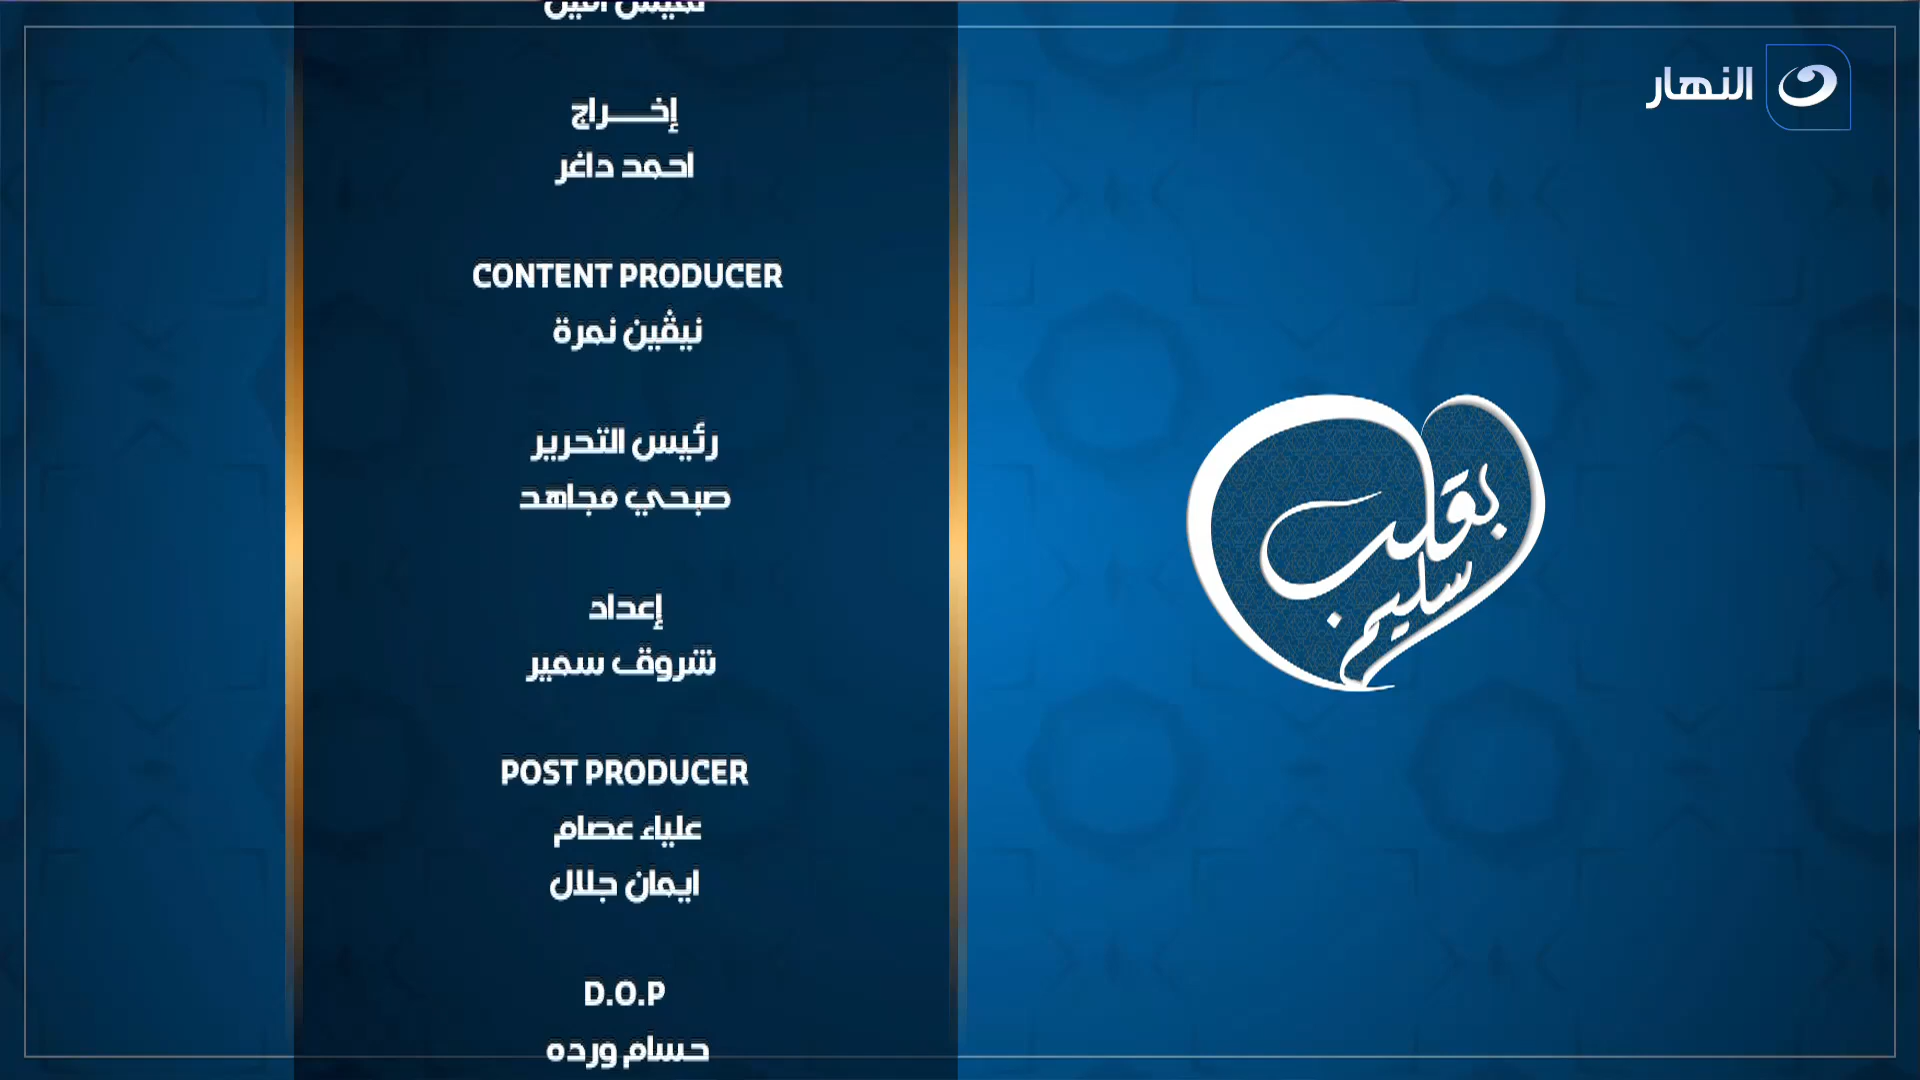 النهار
إخـــراج
احمد داغر
CONTENT PRODUCER
نيڤين نمرة
رئيس التحرير
صبحي مجاهد
إعداد
شروق سمير
POST PRODUCER
علياء عصام
ايمان جلال
D.O.P
حسام ورده
بقلب
سليم